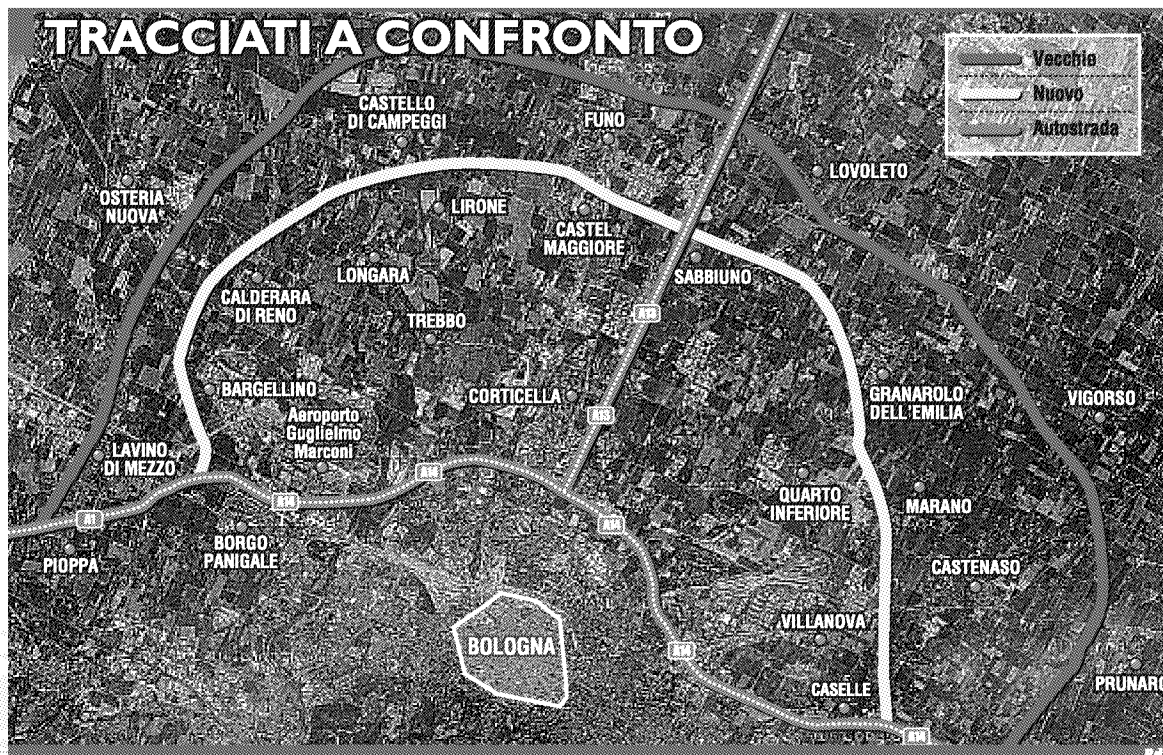 TRACCIATI A CONFRONTO
Vecchio
Nuovo
Autostrada
CASTELLO
DI CAMPEGGI
FUNO
LOVOLETO
OSTERIA
NUOVA
LIRONE
CASTEL
MAGGIORE
LONGARA
SABBIUNO
CALDERARA
DI RENO
TREBBO
A13
BARGELLINO
CORTICELLA
GRANAROLO
DELL'EMILIA
VIGORSO
Aeroporto
Guglielmo
Marconi
A13
LAVINO
DI MEZZO
A14
A14
QUARTO
INFERIORE
MARANO
A1
A14
PIOPPA
BORGO
PANIGALE
CASTENASO
VILLANOVA
BOLOGNA
A14
CASELLE
PRUNARO
A14